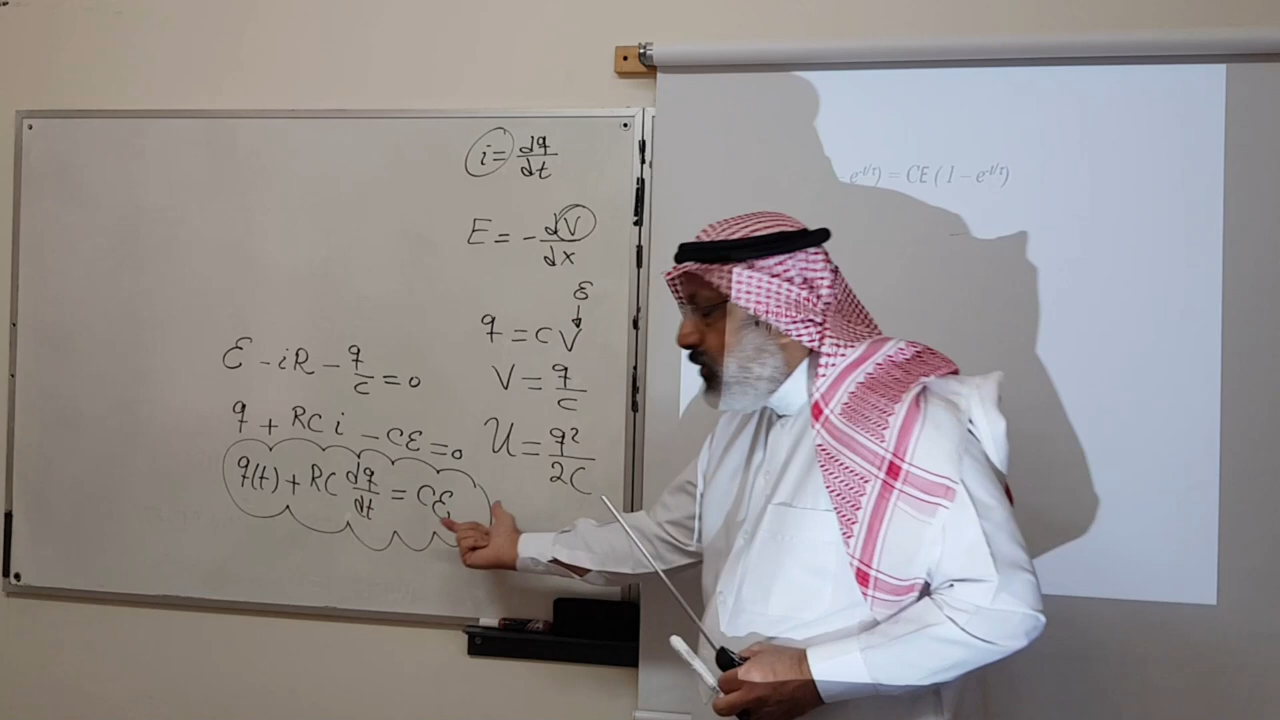 i = dq/dt
E = - dV/dx
ε
q = CV
V = q/C
U = q²/2C
ε - iR - q/C = 0
q + RC i - Cε = 0
q(t) + RC dq/dt = Cε
e^-t/τ) = CE ( 1 – e^-t/τ)